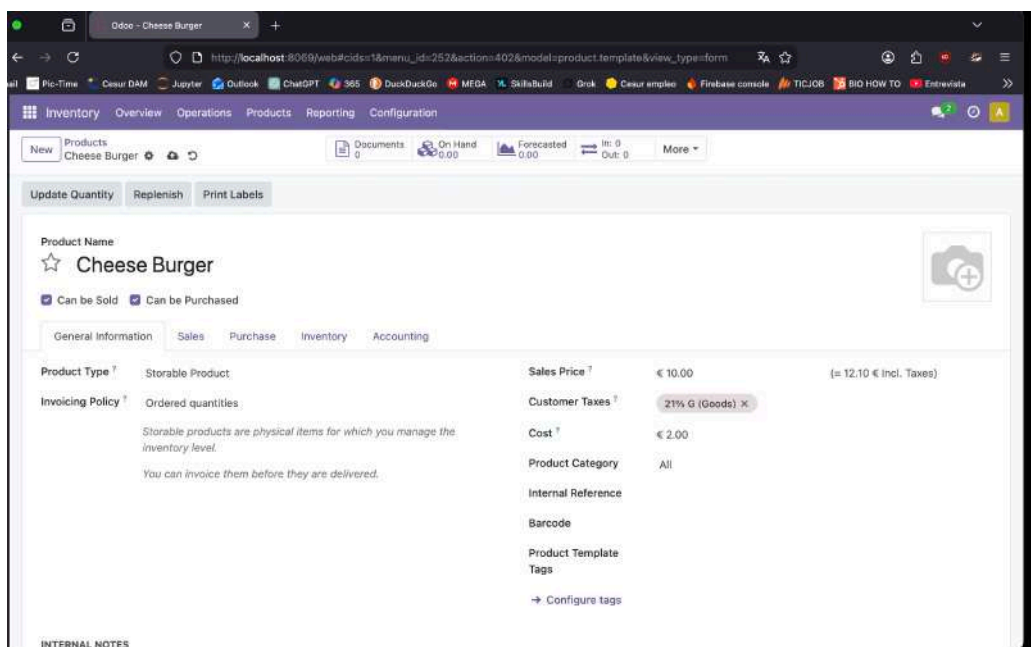 Odoo - Cheese Burger
http://localhost:8069/web#cids=1&menu_id=252&action=402&model=product.template&view_type=form
ail Pic-Time Cesur DAM Jupyter Outlook ChatGPT 365 DuckDuckGo MEGA SkillsBuild Grok Cesur empleo Firebase console TICJOB BIO HOW TO Entrevista
Inventory Overview Operations Products Reporting Configuration 2 A
New Products
Cheese Burger
Documents 0
On Hand 0.00
Forecasted 0.00
In: 0
Out: 0
More
Update Quantity Replenish Print Labels
Product Name
Cheese Burger
Can be Sold Can be Purchased
General Information Sales Purchase Inventory Accounting
Product Type ? Storable Product
Invoicing Policy ? Ordered quantities
Storable products are physical items for which you manage the
inventory level.
You can invoice them before they are delivered.
Sales Price ? € 10.00 (= 12.10 € Incl. Taxes)
Customer Taxes ? 21% G (Goods) ×
Cost ? € 2.00
Product Category All
Internal Reference
Barcode
Product Template
Tags
→ Configure tags
INTERNAL NOTES